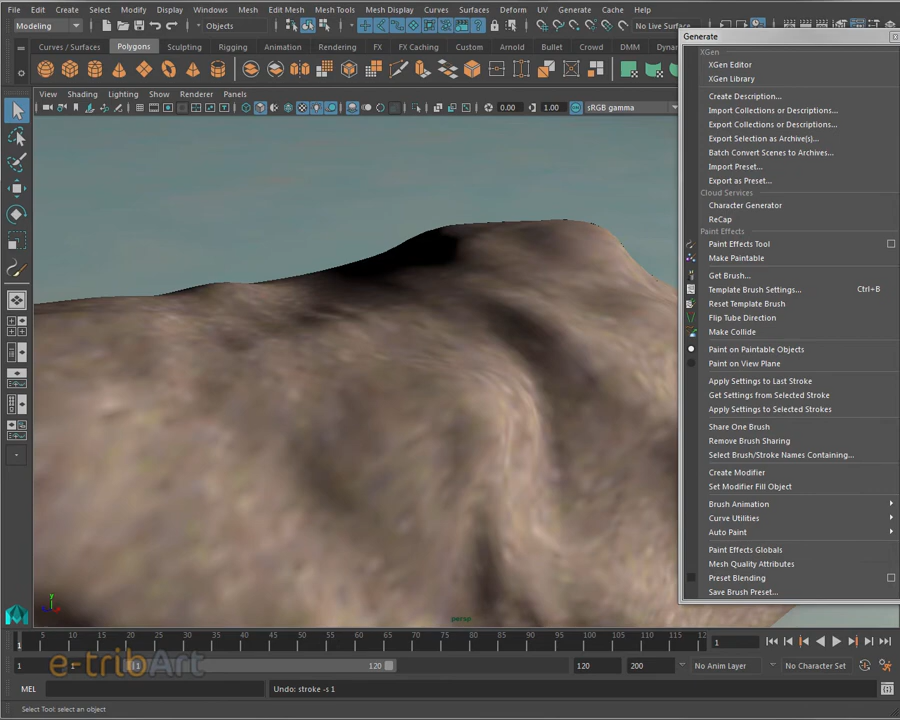 File Edit Create Select Modify Display Windows Mesh Edit Mesh Mesh Tools Mesh Display Curves Surfaces Deform UV Generate Cache Help
Modeling Objects No Live Surface
Generate
Curves / Surfaces Polygons Sculpting Rigging Animation Rendering FX FX Caching Custom Arnold Bullet Crowd DMM
View Shading Lighting Show Renderer Panels
0.00 1.00 sRGB gamma
XGen
XGen Editor
XGen Library
Create Description...
Import Collections or Descriptions...
Export Collections or Descriptions...
Export Selection as Archive(s)...
Batch Convert Scenes to Archives...
Import Preset...
Export as Preset...
Cloud Services
Character Generator
ReCap
Paint Effects
Paint Effects Tool
Make Paintable
Get Brush...
Template Brush Settings... Ctrl+B
Reset Template Brush
Flip Tube Direction
Make Collide
Paint on Paintable Objects
Paint on View Plane
Apply Settings to Last Stroke
Get Settings from Selected Stroke
Apply Settings to Selected Strokes
Share One Brush
Remove Brush Sharing
Select Brush/Stroke Names Containing...
Create Modifier
Set Modifier Fill Object
Brush Animation
Curve Utilities
Auto Paint
Paint Effects Globals
Mesh Quality Attributes
Preset Blending
Save Brush Preset...
y
persp
1 5 10 15 20 25 30 35 40 45 50 55 60 65 70 75 80 85 90 95 100 105 110 115 12 1
1 1 1 120 120 200 No Anim Layer No Character Set
e-tribArt
MEL Undo: stroke -s 1
Select Tool: select an object